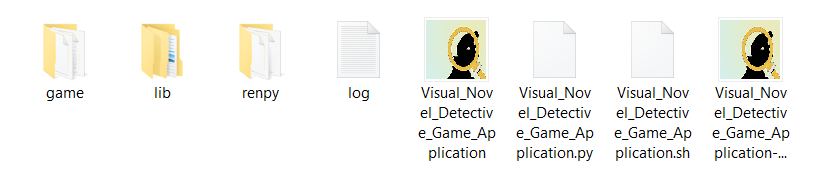 game
lib
renpy
log
Visual_Nov
el_Detectiv
e_Game_Ap
plication
Visual_Nov
el_Detectiv
e_Game_Ap
plication.py
Visual_Nov
el_Detectiv
e_Game_Ap
plication.sh
Visual_Nov
el_Detectiv
e_Game_Ap
plication-...